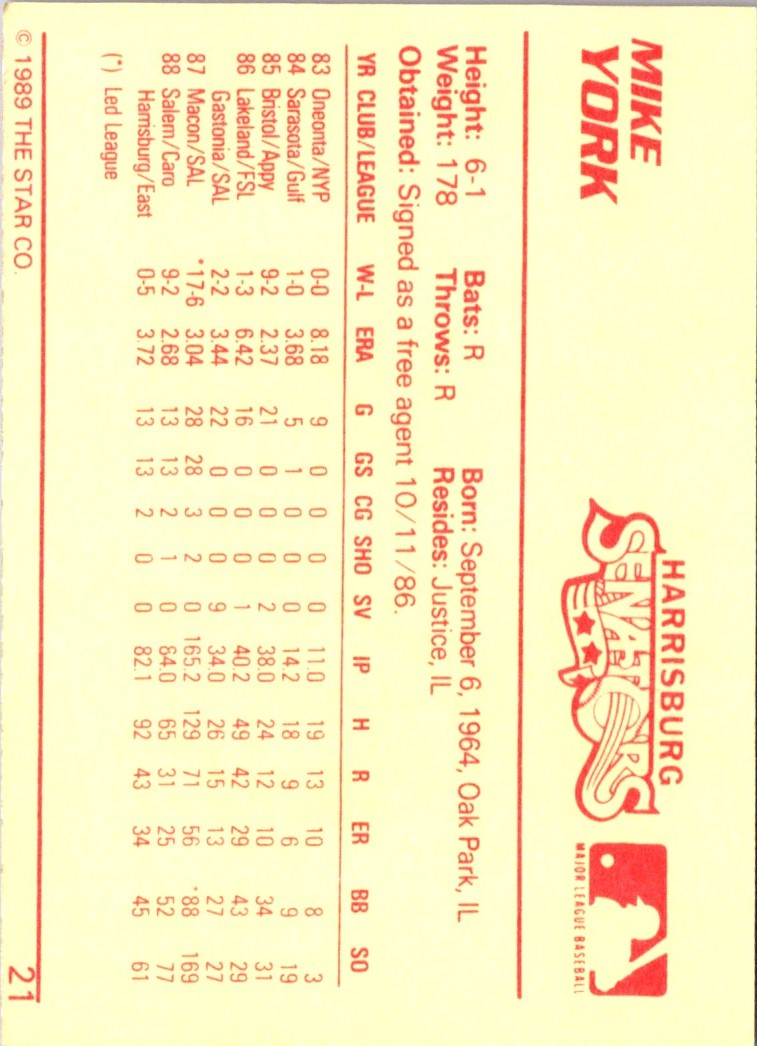 MIKE
YORK
HARRISBURG
SENATORS
MAJOR LEAGUE BASEBALL
Height: 6-1 Bats: R Born: September 6, 1964, Oak Park, IL
Weight: 178 Throws: R Resides: Justice, IL
Obtained: Signed as a free agent 10/11/86.
YR CLUB/LEAGUE W-L ERA G GS CG SHO SV IP H R ER BB SO
83 Oneonta/NYP 0-0 8.18 9 0 0 0 0 11.0 19 13 10 8 3
84 Sarasota/Gulf 1-0 3.68 5 1 0 0 0 14.2 18 9 6 9 19
85 Bristol/Appy 9-2 2.37 21 0 0 0 2 38.0 24 12 10 34 31
86 Lakeland/FSL 1-3 6.42 16 0 0 0 1 40.2 49 42 29 43 29
Gastonia/SAL 2-2 3.44 22 0 0 0 9 34.0 26 15 13 27 27
87 Macon/SAL *17-6 3.04 28 28 3 2 0 165.2 129 71 56 *88 169
88 Salem/Caro 9-2 2.68 13 13 2 1 0 84.0 65 31 25 52 77
Harrisburg/East 0-5 3.72 13 13 2 0 0 82.1 92 43 34 45 61
(*) Led League
© 1989 THE STAR CO.
21